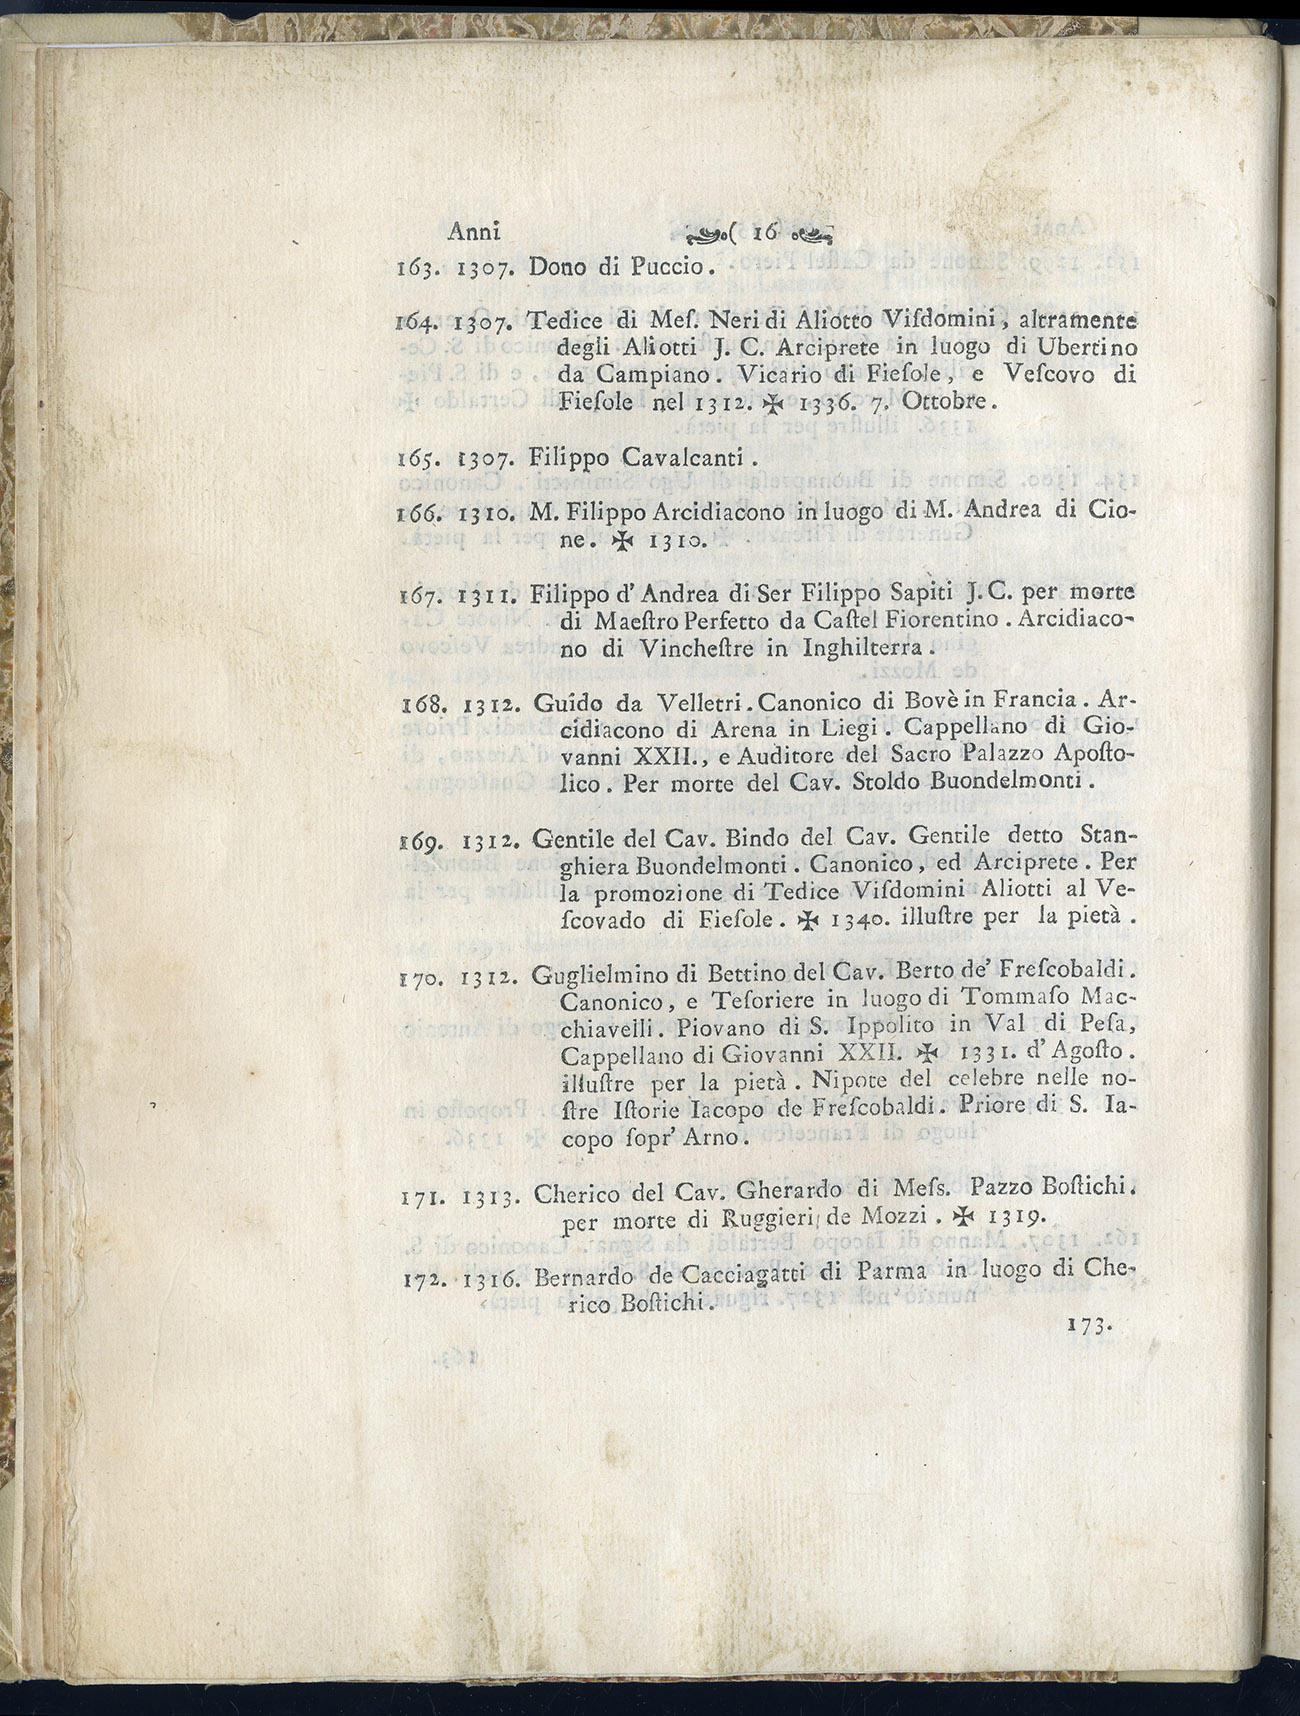 Anni ( 16
163. 1307. Dono di Puccio.
164. 1307. Tedice di Meſ. Neri di Aliotto Viſdomini, altramente
degli Aliotti J. C. Arciprete in luogo di Ubertino
da Campiano. Vicario di Fieſole, e Veſcovo di
Fieſole nel 1312. ✠ 1336. 7. Ottobre.
165. 1307. Filippo Cavalcanti.
166. 1310. M. Filippo Arcidiacono in luogo di M. Andrea di Cio-
ne. ✠ 1310.
167. 1311. Filippo d' Andrea di Ser Filippo Sapiti J. C. per morte
di Maeſtro Perfetto da Caſtel Fiorentino. Arcidiaco-
no di Vincheſtre in Inghilterra.
168. 1312. Guido da Velletri. Canonico di Bovè in Francia. Ar-
cidiacono di Arena in Liegi. Cappellano di Gio-
vanni XXII., e Auditore del Sacro Palazzo Apoſto-
lico. Per morte del Cav. Stoldo Buondelmonti.
169. 1312. Gentile del Cav. Bindo del Cav. Gentile detto Stan-
ghiera Buondelmonti. Canonico, ed Arciprete. Per
la promozione di Tedice Viſdomini Aliotti al Ve-
ſcovado di Fieſole. ✠ 1340. illuſtre per la pietà.
170. 1312. Guglielmino di Bettino del Cav. Berto de' Freſcobaldi.
Canonico, e Teſoriere in luogo di Tommaſo Mac-
chiavelli. Piovano di S. Ippolito in Val di Peſa,
Cappellano di Giovanni XXII. ✠ 1331. d' Agoſto.
illuſtre per la pietà. Nipote del celebre nelle no-
ſtre Iſtorie Iacopo de Freſcobaldi. Priore di S. Ia-
copo ſopr' Arno.
171. 1313. Cherico del Cav. Gherardo di Meſs. Pazzo Boſtichi.
per morte di Ruggieri de Mozzi. ✠ 1319.
172. 1316. Bernardo de Cacciagatti di Parma in luogo di Che-
rico Boſtichi.
173.